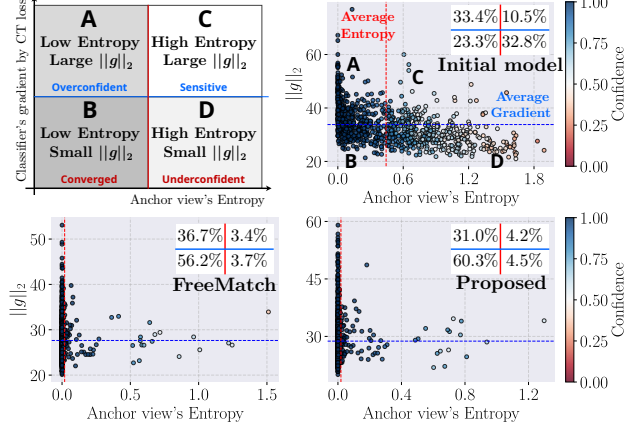 Classifier's gradient by CT loss
A
Low Entropy
Large ||g||2
Overconfident
C
High Entropy
Large ||g||2
Sensitive
B
Low Entropy
Small ||g||2
Converged
D
High Entropy
Small ||g||2
Underconfident
Anchor view's Entropy
||g||2
60
40
20
Average
Entropy
33.4% 10.5%
23.3% 32.8%
Initial model
A
C
Average
Gradient
B
D
0.0 0.6 1.2 1.8
Anchor view's Entropy
1.00
0.75
0.50
0.25
0.00
Confidence
||g||2
50
40
30
20
36.7% 3.4%
56.2% 3.7%
FreeMatch
0.0 0.5 1.0 1.5
Anchor view's Entropy
60
45
30
31.0% 4.2%
60.3% 4.5%
Proposed
0.0 0.4 0.8 1.2
Anchor view's Entropy
1.00
0.75
0.50
0.25
0.00
Confidence